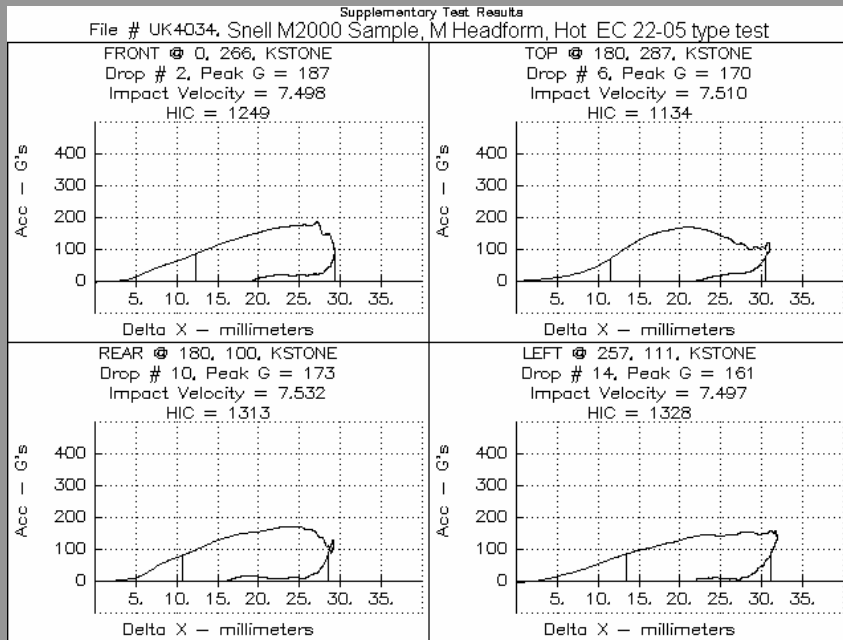 Supplementary Test Results
File # UK4034. Snell M2000 Sample, M Headform, Hot EC 22-05 type test
FRONT @ 0, 266, KSTONE
Drop # 2, Peak G = 187
Impact Velocity = 7.498
HIC = 1249
Acc - G's
400
300
200
100
0
5. 10. 15. 20. 25. 30. 35.
Delta X - millimeters
TOP @ 180, 287, KSTONE
Drop # 6, Peak G = 170
Impact Velocity = 7.510
HIC = 1134
Acc - G's
400
300
200
100
0
5. 10. 15. 20. 25. 30. 35.
Delta X - millimeters
REAR @ 180, 100, KSTONE
Drop # 10, Peak G = 173
Impact Velocity = 7.532
HIC = 1313
Acc - G's
400
300
200
100
0
5. 10. 15. 20. 25. 30. 35.
Delta X - millimeters
LEFT @ 257, 111, KSTONE
Drop # 14, Peak G = 161
Impact Velocity = 7.497
HIC = 1328
Acc - G's
400
300
200
100
0
5. 10. 15. 20. 25. 30. 35.
Delta X - millimeters